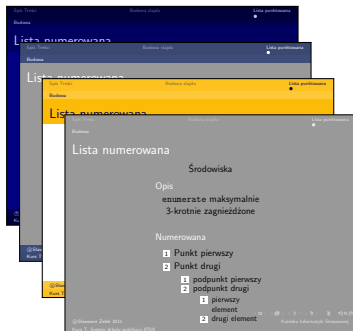 Spis Treści Budowa slajdu Lista punktowana
Budowa
Lista numerowana
Spis Treści Budowa slajdu Lista punktowana
Budowa
Lista numerowana
Spis Treści Budowa slajdu Lista punktowana
Budowa
Lista numerowana
Spis Treści Budowa slajdu Lista punktowana
Budowa
Lista numerowana
Środowiska
Opis
enumerate maksymalnie
3-krotnie zagnieżdżone
Numerowana
1 Punkt pierwszy
2 Punkt drugi
1 podpunkt pierwszy
2 podpunkt drugi
1 pierwszy
element
2 drugi element